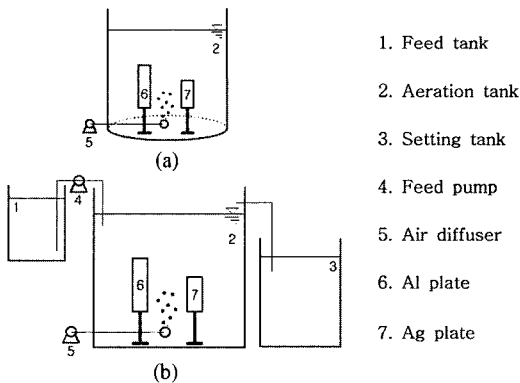 2
6
7
5
(a)
4
1
2
3
6
7
5
(b)
1. Feed tank
2. Aeration tank
3. Setting tank
4. Feed pump
5. Air diffuser
6. Al plate
7. Ag plate